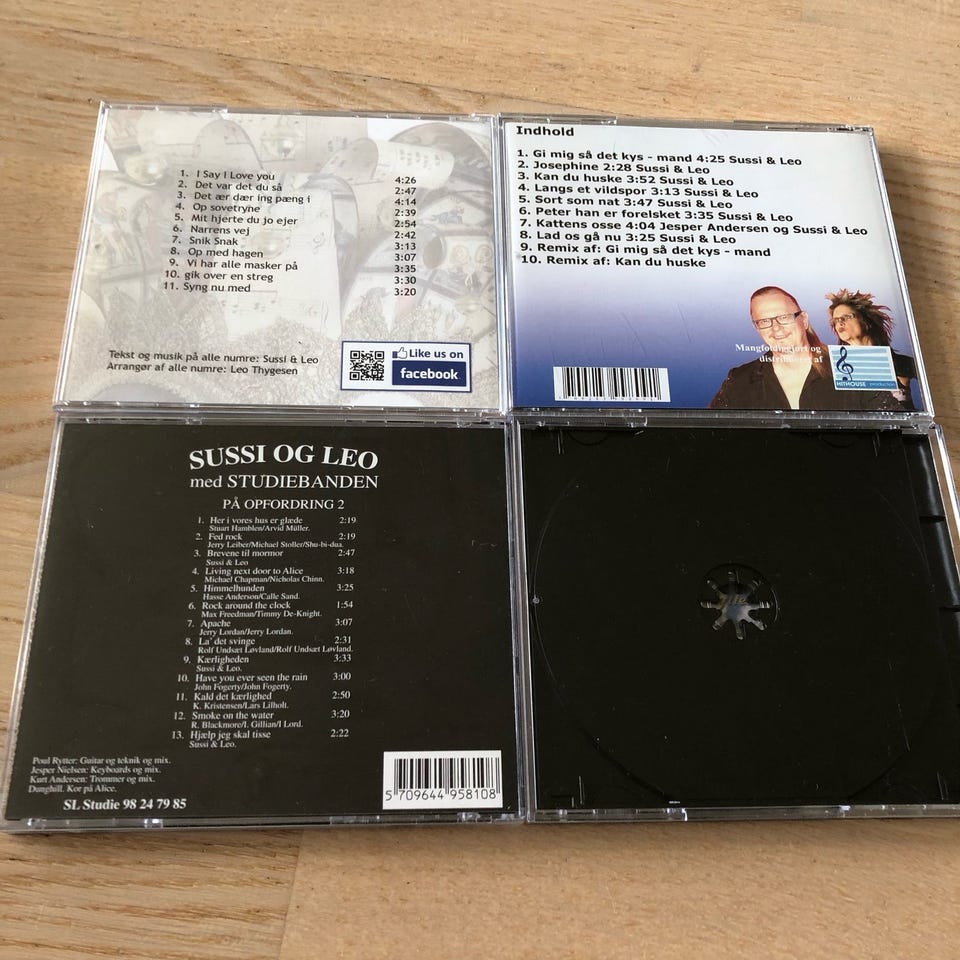 1. I Say I Love you 4:26
2. Det var det du så 2:47
3. Det ær dær ing pæng i 4:14
4. Op sovetryne 2:39
5. Mit hjerte du jo ejer 2:54
6. Narrens vej 2:42
7. Snik Snak 3:13
8. Op med hagen 3:07
9. Vi har alle masker på 3:35
10. gik over en streg 3:30
11. Syng nu med 3:20
Tekst og musik på alle numre: Sussi & Leo
Arrangør af alle numre: Leo Thygesen
Like us on
facebook
Indhold
1. Gi mig så det kys - mand 4:25 Sussi & Leo
2. Josephine 2:28 Sussi & Leo
3. Kan du huske 3:52 Sussi & Leo
4. Langs et vildspor 3:13 Sussi & Leo
5. Sort som nat 3:47 Sussi & Leo
6. Peter han er forelsket 3:35 Sussi & Leo
7. Kattens osse 4:04 Jesper Andersen og Sussi & Leo
8. Lad os gå nu 3:25 Sussi & Leo
9. Remix af: Gi mig så det kys - mand
10. Remix af: Kan du huske
Mangfoldiggjort og
distribueret af
HITHOUSE production
SUSSI OG LEO
med STUDIEBANDEN
PÅ OPFORDRING 2
1. Her i vores hus er glæde 2:19
Stuart Hamblen/Arvid Müller.
2. Fed rock 2:19
Jerry Leiber/Michael Stoller/Shu-bi-dua.
3. Brevene til mormor 2:47
Sussi & Leo
4. Living next door to Alice 3:18
Michael Chapman/Nicholas Chinn.
5. Himmelhunden 3:25
Hasse Anderson/Calle Sand.
6. Rock around the clock 1:54
Max Freedman/Timmy De-Knight.
7. Apache 3:07
Jerry Lordan/Jerry Lordan.
8. La' det svinge 2:31
Rolf Undsæt Løvland/Rolf Undsæt Løvland.
9. Kærligheden 3:33
Sussi & Leo.
10. Have you ever seen the rain 3:00
John Fogerty/John Fogerty.
11. Kald det kærlighed 2:50
K. Kristensen/Lars Lilholt.
12. Smoke on the water 3:20
R. Blackmore/I. Gillian/I Lord.
13. Hjælp jeg skal tisse 2:22
Sussi & Leo.
Poul Rytter: Guitar og teknik og mix.
Jesper Nielsen: Keyboards og mix.
Kurt Andersen: Trommer og mix.
Dunghill. Kor på Alice.
SL Studie 98 24 79 85
5 709644 958108